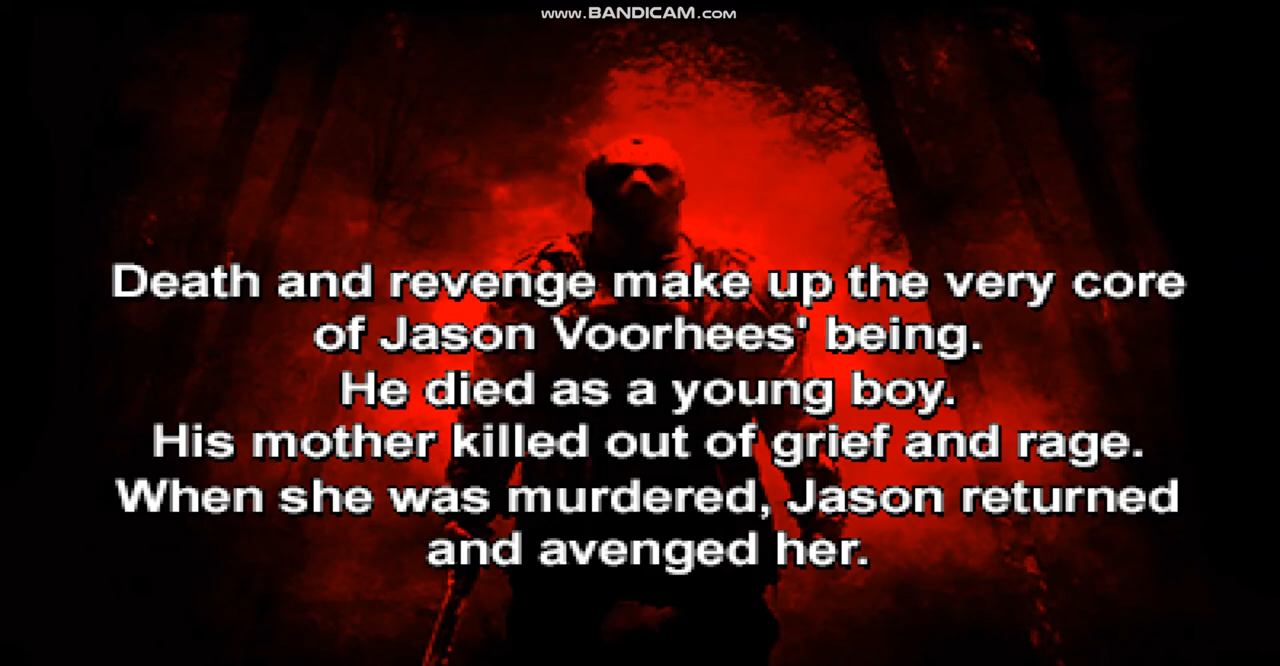 www.BANDICAM.com
Death and revenge make up the very core
of Jason Voorhees' being.
He died as a young boy.
His mother killed out of grief and rage.
When she was murdered, Jason returned
and avenged her.